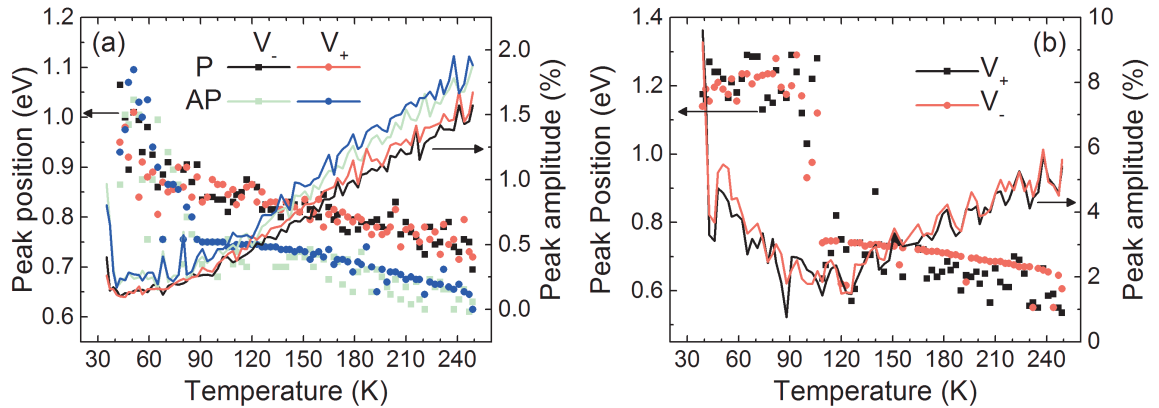 (a)
V- V+
P
AP
1.2
1.1
1.0
0.9
0.8
0.7
0.6
Peak position (eV)
2.0
1.5
1.0
0.5
0.0
Peak amplitude (%)
30 60 90 120 150 180 210 240
Temperature (K)
(b)
V+
V-
1.4
1.2
1.0
0.8
0.6
Peak Position (eV)
10
8
6
4
2
0
Peak amplitude (%)
30 60 90 120 150 180 210 240
Temperature (K)